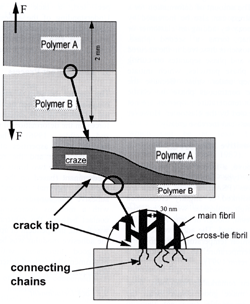 F
Polymer A
2 mm
Polymer B
F
craze
Polymer A
Polymer B
crack tip
30 nm
main fibril
cross-tie fibril
connecting
chains